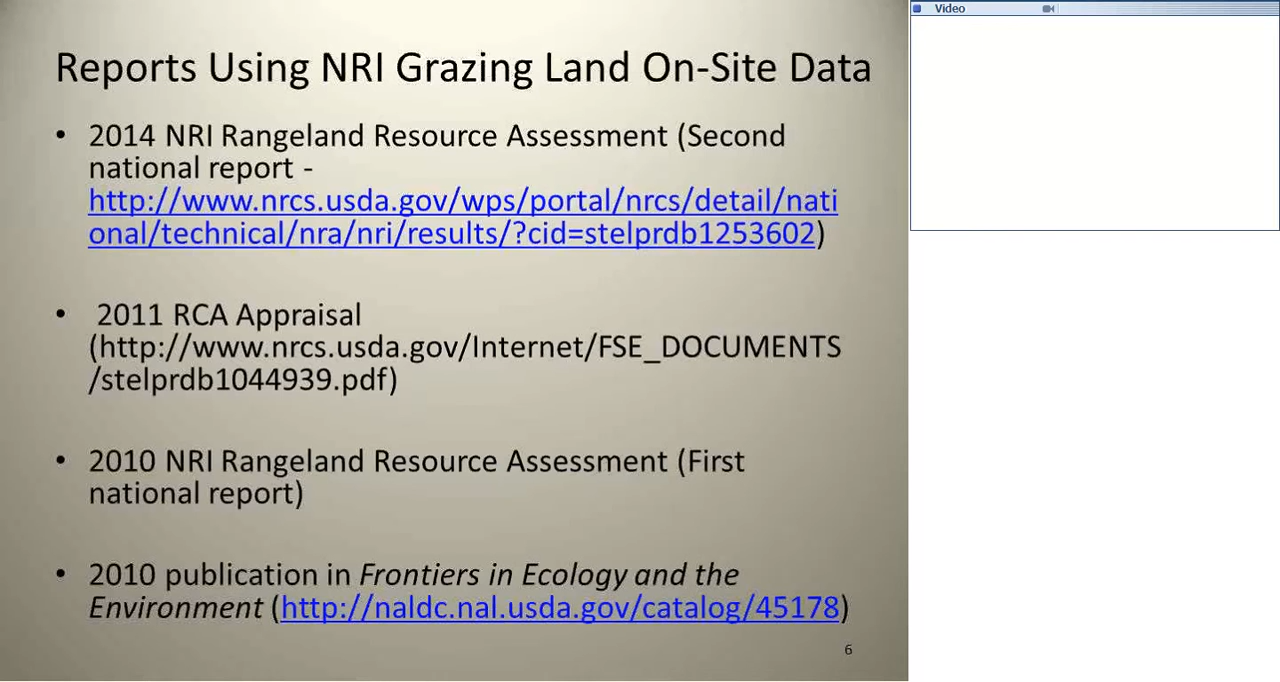 Reports Using NRI Grazing Land On-Site Data
• 2014 NRI Rangeland Resource Assessment (Second
national report -
http://www.nrcs.usda.gov/wps/portal/nrcs/detail/nati
onal/technical/nra/nri/results/?cid=stelprdb1253602)
• 2011 RCA Appraisal
(http://www.nrcs.usda.gov/Internet/FSE_DOCUMENTS
/stelprdb1044939.pdf)
• 2010 NRI Rangeland Resource Assessment (First
national report)
• 2010 publication in Frontiers in Ecology and the
Environment (http://naldc.nal.usda.gov/catalog/45178)
6
Video